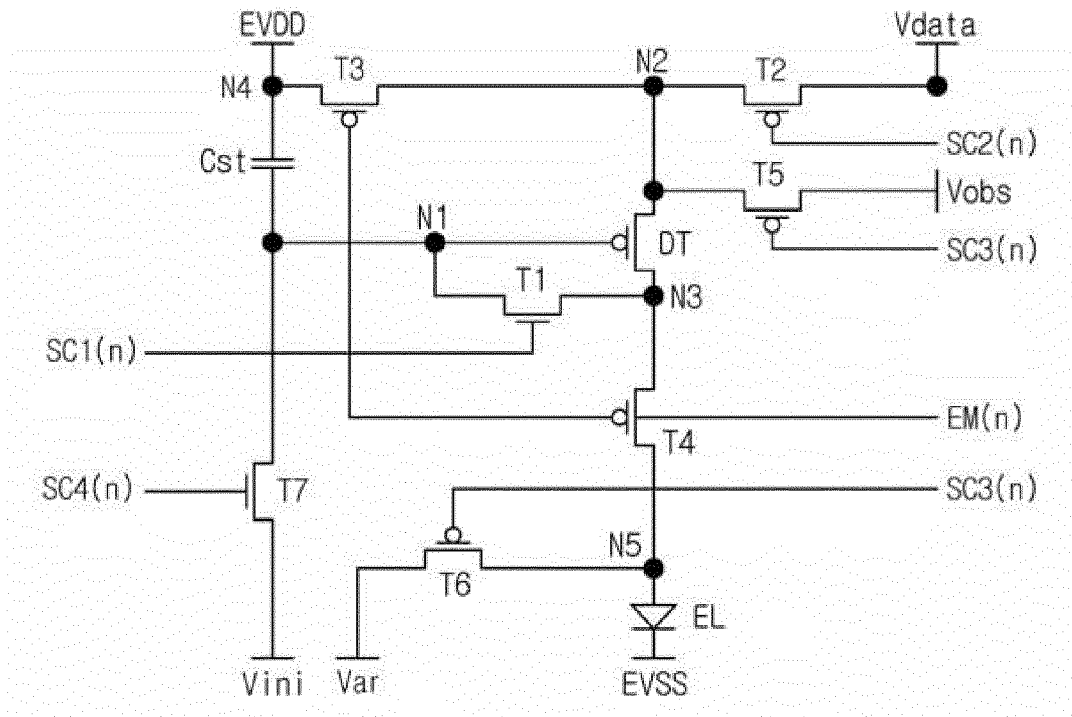 EVDD
Vdata
N4
T3
N2
T2
SC2(n)
Cst
T5
Vobs
N1
DT
SC3(n)
T1
N3
SC1(n)
EM(n)
T4
SC4(n)
T7
SC3(n)
N5
T6
EL
Vini
Var
EVSS